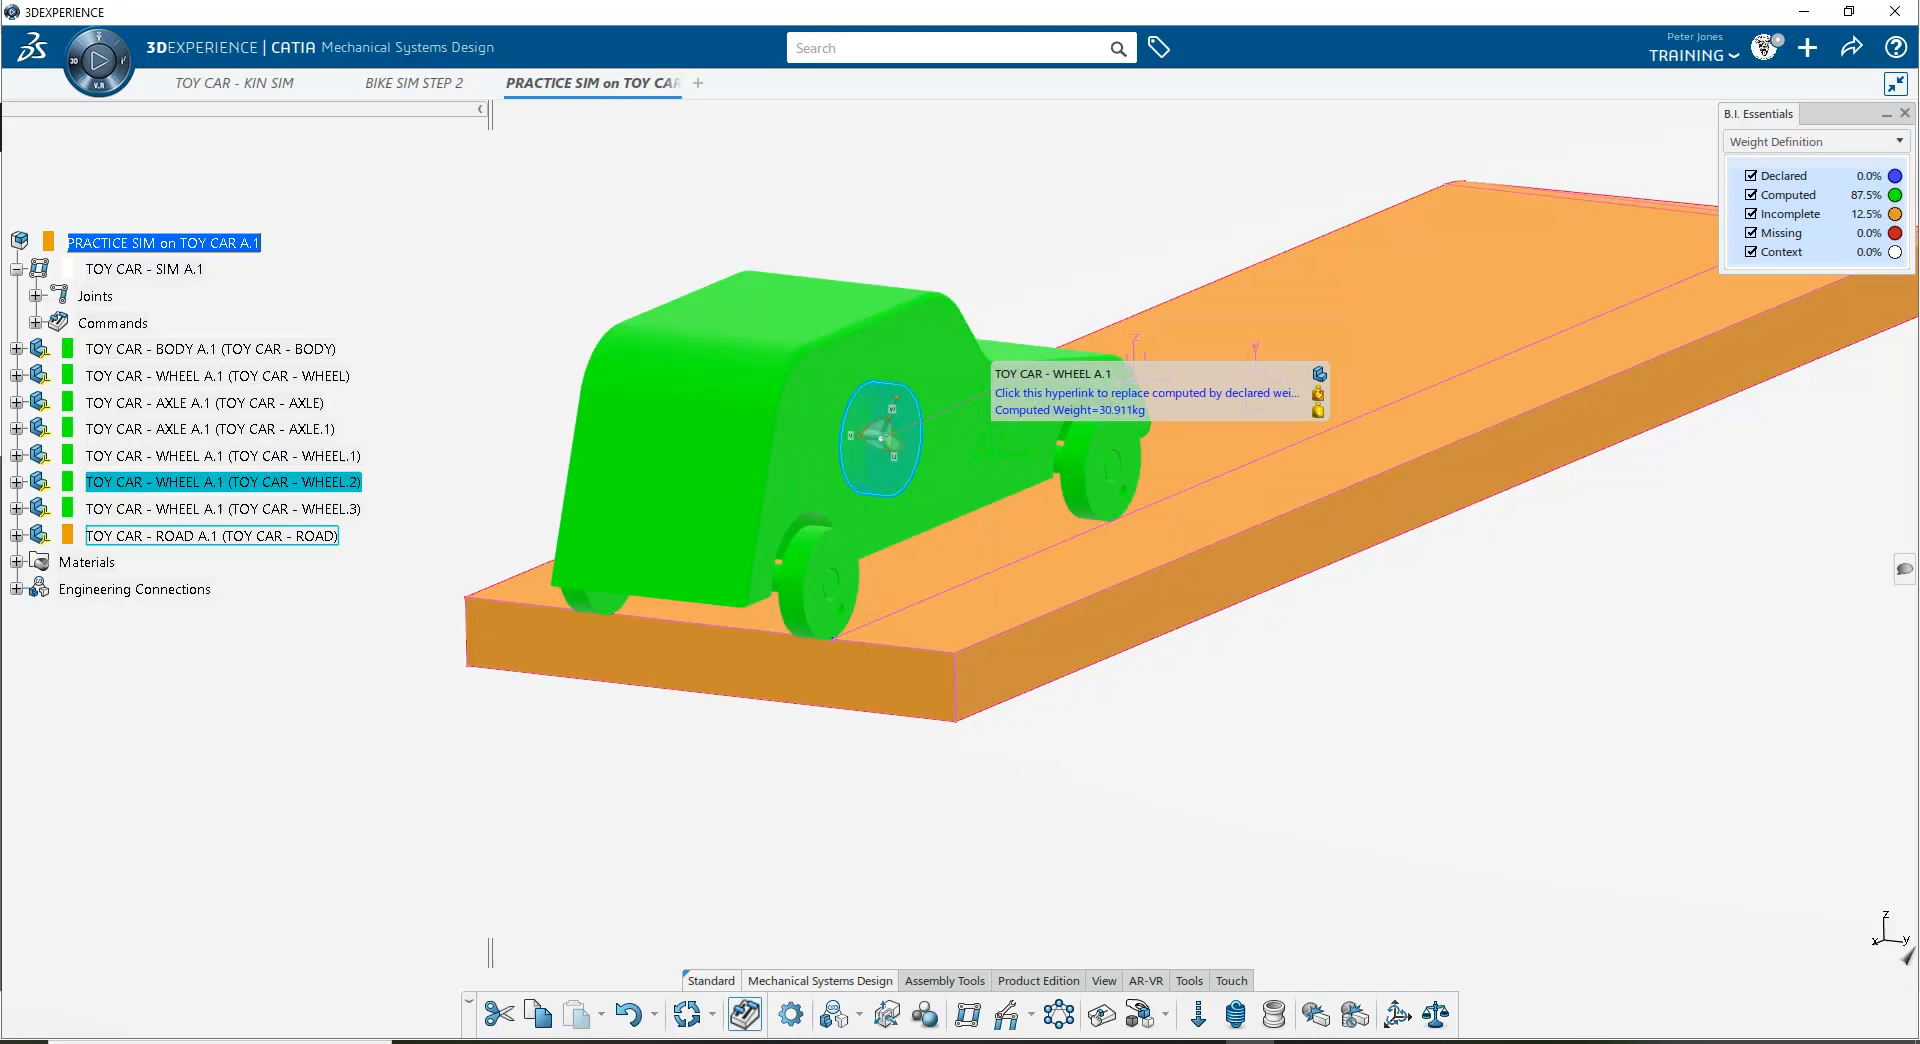 3DEXPERIENCE
3DEXPERIENCE | CATIA Mechanical Systems Design
Search
Peter Jones
TRAINING
3D
V.R
TOY CAR - KIN SIM
BIKE SIM STEP 2
PRACTICE SIM on TOY CAR
B.I. Essentials
Weight Definition
Declared 0.0%
Computed 87.5%
Incomplete 12.5%
Missing 0.0%
Context 0.0%
PRACTICE SIM on TOY CAR A.1
TOY CAR - SIM A.1
Joints
Commands
TOY CAR - BODY A.1 (TOY CAR - BODY)
TOY CAR - WHEEL A.1 (TOY CAR - WHEEL)
TOY CAR - AXLE A.1 (TOY CAR - AXLE)
TOY CAR - AXLE A.1 (TOY CAR - AXLE.1)
TOY CAR - WHEEL A.1 (TOY CAR - WHEEL.1)
TOY CAR - WHEEL A.1 (TOY CAR - WHEEL.2)
TOY CAR - WHEEL A.1 (TOY CAR - WHEEL.3)
TOY CAR - ROAD A.1 (TOY CAR - ROAD)
Materials
Engineering Connections
TOY CAR - WHEEL A.1
Click this hyperlink to replace computed by declared wei...
Computed Weight=30.911kg
z
x
y
Standard
Mechanical Systems Design
Assembly Tools
Product Edition
View
AR-VR
Tools
Touch